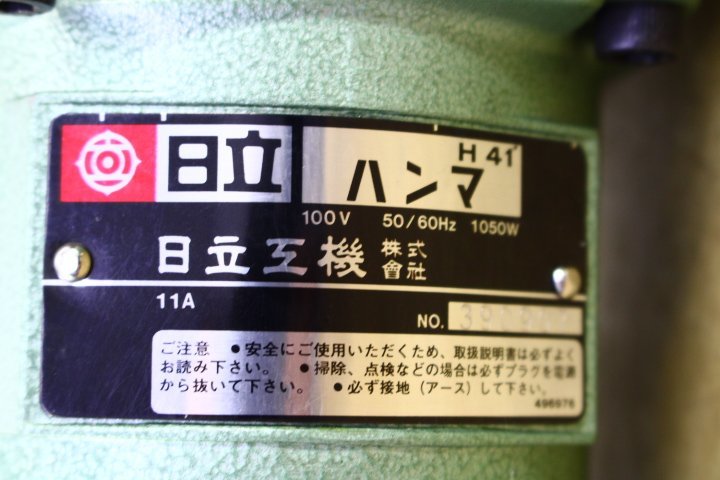 日立
H 41
ハンマ
100V 50/60Hz 1050W
日立工機 株式會社
11A
NO.
ご注意 ●安全にご使用いただくため、取扱説明書は必ずよく
お読み下さい。 ●掃除、点検などの場合は必ずプラグを電源
から抜いて下さい。 ●必ず接地（アース）して下さい。
496976